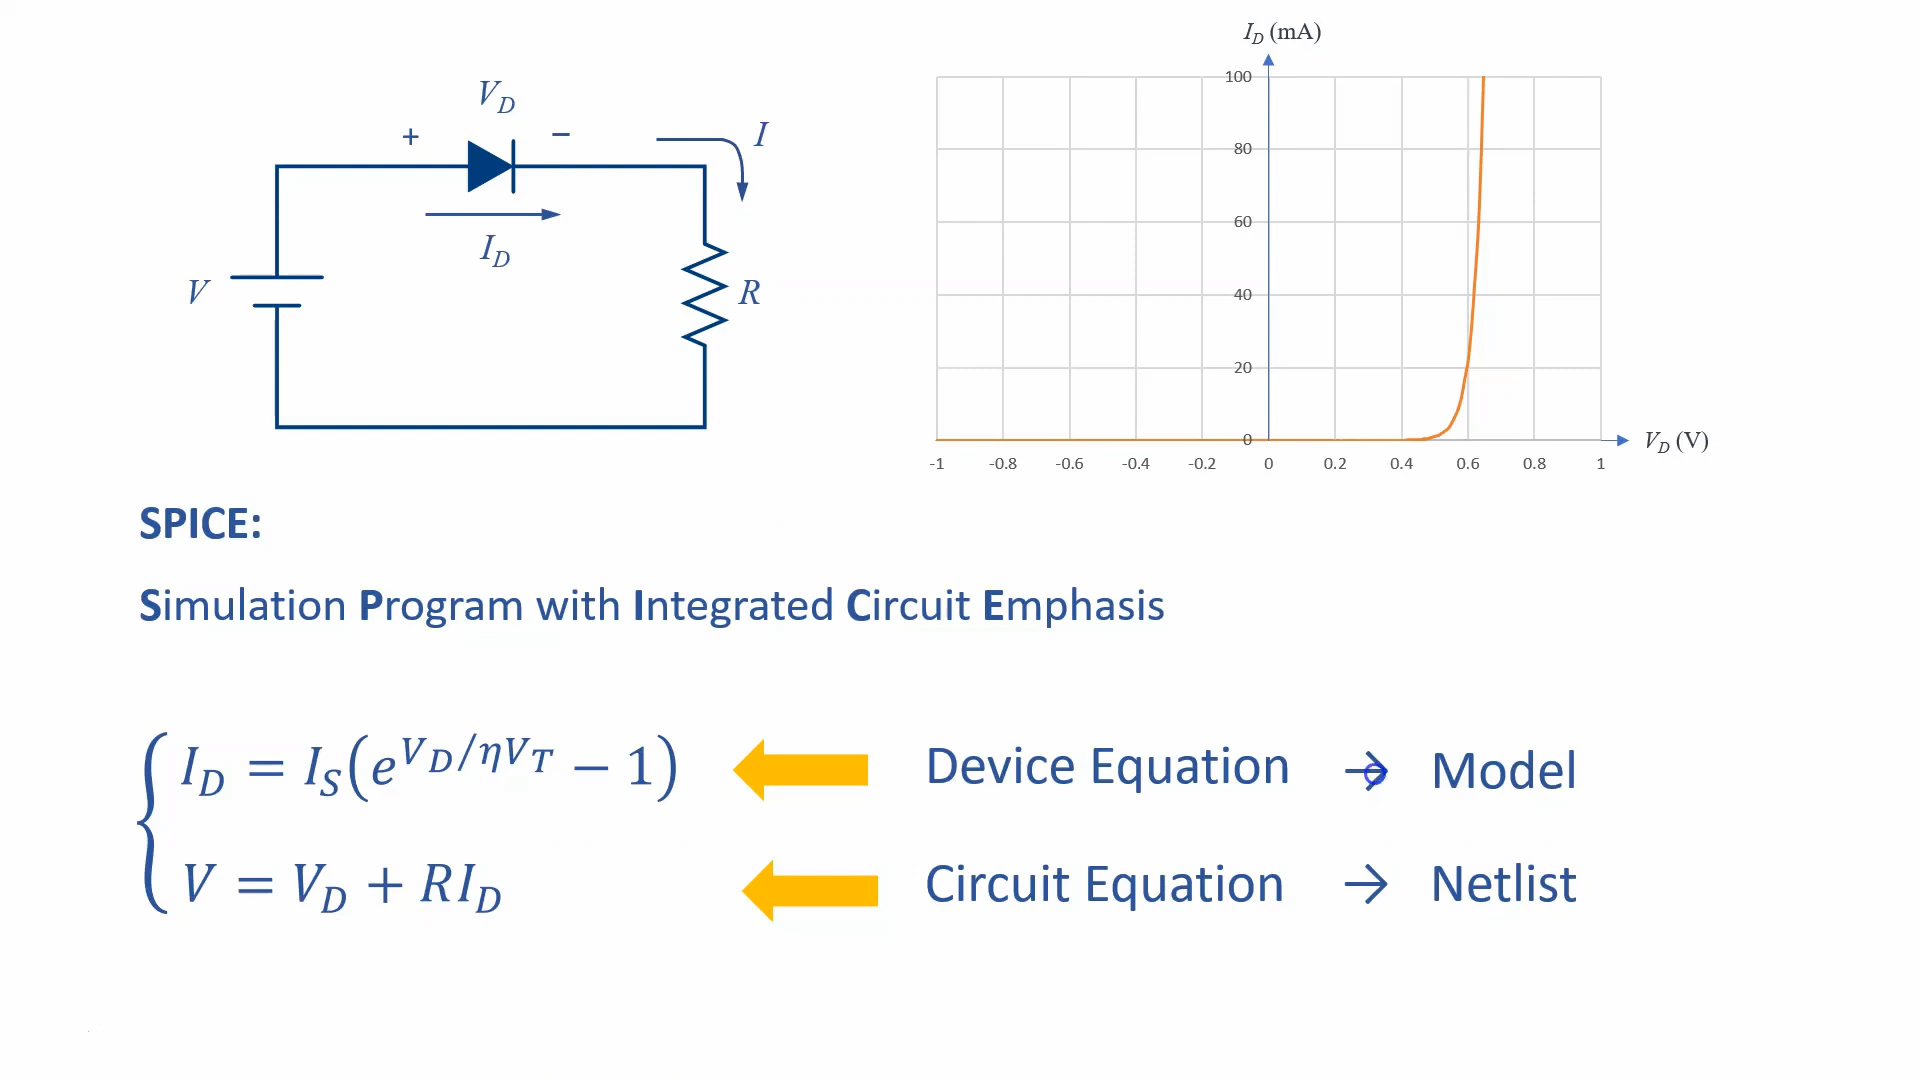 V_D
+ −
I
I_D
V
R
I_D (mA)
100
80
60
40
20
0
-1 -0.8 -0.6 -0.4 -0.2 0 0.2 0.4 0.6 0.8 1
V_D (V)
SPICE:
Simulation Program with Integrated Circuit Emphasis
I_D = I_S(e^{V_D/ηV_T} − 1)
Device Equation → Model
V = V_D + RI_D
Circuit Equation → Netlist